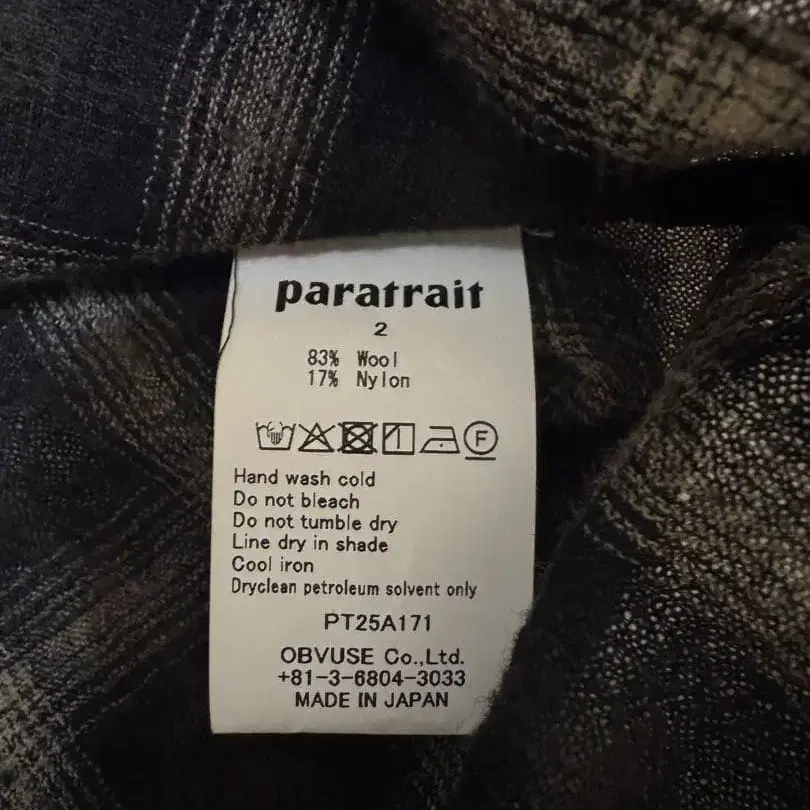 paratrait
2
83% Wool
17% Nylon
F
Hand wash cold
Do not bleach
Do not tumble dry
Line dry in shade
Cool iron
Dryclean petroleum solvent only
PT25A171
OBVUSE Co.,Ltd.
+81-3-6804-3033
MADE IN JAPAN